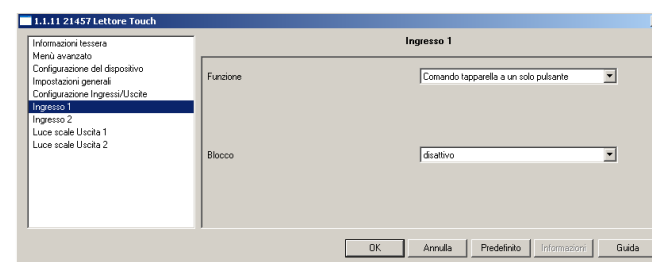 1.1.11 21457 Lettore Touch
Informazioni tessera
Menù avanzato
Configurazione del dispositivo
Impostazioni generali
Configurazione Ingressi/Uscite
Ingresso 1
Ingresso 2
Luce scale Uscita 1
Luce scale Uscita 2
Ingresso 1
Funzione
Comando tapparella a un solo pulsante
Blocco
disattivo
OK
Annulla
Predefinito
Informazioni
Guida